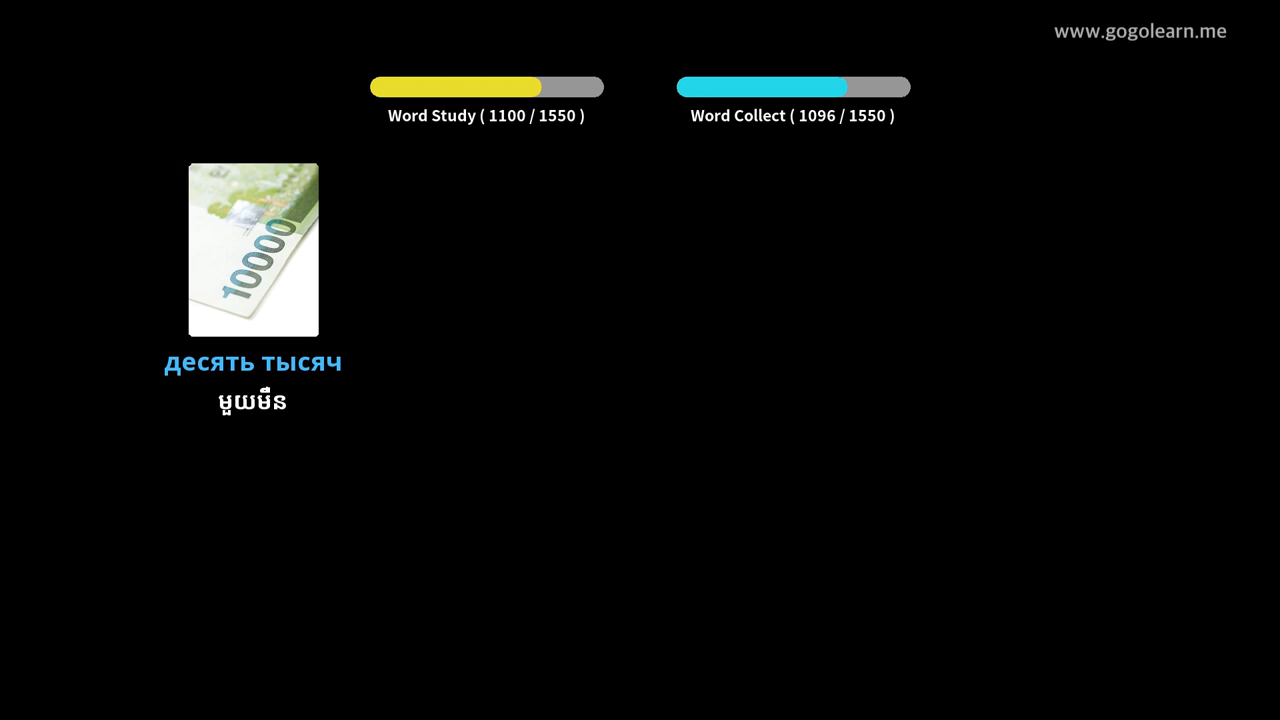 www.gogolearn.me
Word Study ( 1100 / 1550 )
Word Collect ( 1096 / 1550 )
10000
десять тысяч
មួយម៉ឺន